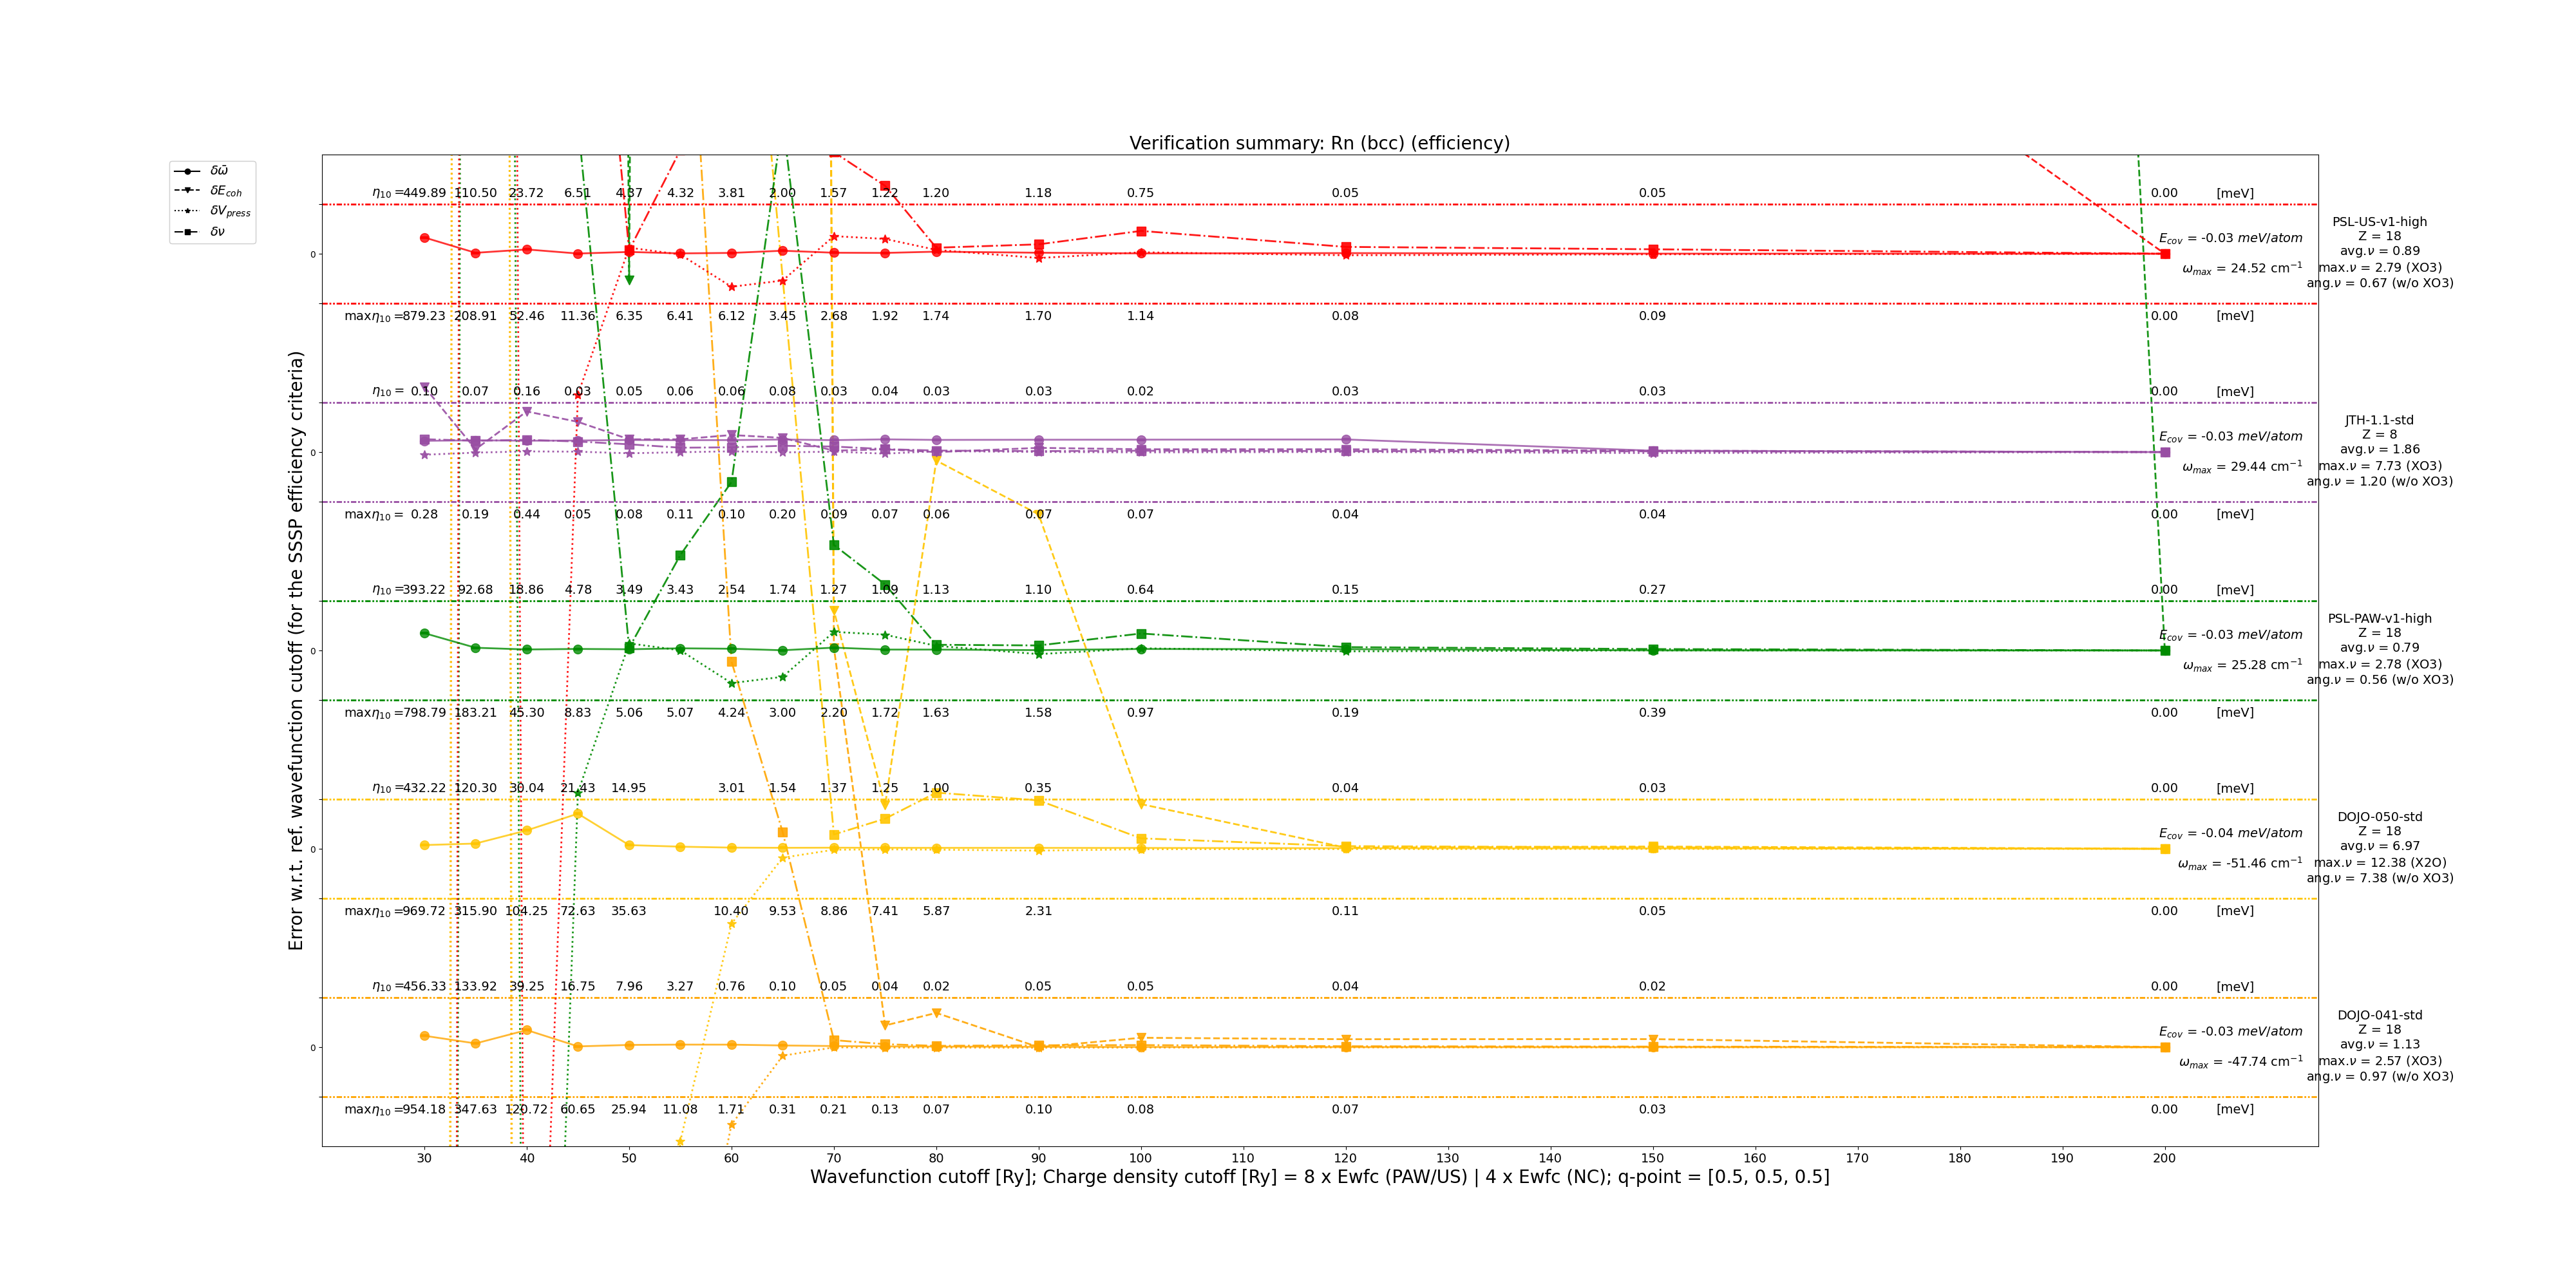 Verification summary: Rn (bcc) (efficiency)
δω̄
δE_coh
δV_press
δν
Error w.r.t. ref. wavefunction cutoff (for the SSSP efficiency criteria)
η₁₀ = 449.89 110.50 23.72 6.51 4.37 4.32 3.81 2.00 1.57 1.22 1.20 1.18 0.75 0.05 0.05 0.00 [meV]
0
E_cov = -0.03 meV/atom
ω_max = 24.52 cm⁻¹
PSL-US-v1-high
Z = 18
avg.ν = 0.89
max.ν = 2.79 (XO3)
ang.ν = 0.67 (w/o XO3)
maxη₁₀ = 879.23 208.91 52.46 11.36 6.35 6.41 6.12 3.45 2.68 1.92 1.74 1.70 1.14 0.08 0.09 0.00 [meV]
η₁₀ = 0.10 0.07 0.16 0.03 0.05 0.06 0.06 0.08 0.03 0.04 0.03 0.03 0.02 0.03 0.03 0.00 [meV]
0
E_cov = -0.03 meV/atom
ω_max = 29.44 cm⁻¹
JTH-1.1-std
Z = 8
avg.ν = 1.86
max.ν = 7.73 (XO3)
ang.ν = 1.20 (w/o XO3)
maxη₁₀ = 0.28 0.19 0.44 0.05 0.08 0.11 0.10 0.20 0.09 0.07 0.06 0.07 0.07 0.04 0.04 0.00 [meV]
η₁₀ = 393.22 92.68 18.86 4.78 3.49 3.43 2.54 1.74 1.27 1.09 1.13 1.10 0.64 0.15 0.27 0.00 [meV]
0
E_cov = -0.03 meV/atom
ω_max = 25.28 cm⁻¹
PSL-PAW-v1-high
Z = 18
avg.ν = 0.79
max.ν = 2.78 (XO3)
ang.ν = 0.56 (w/o XO3)
maxη₁₀ = 798.79 183.21 45.30 8.83 5.06 5.07 4.24 3.00 2.20 1.72 1.63 1.58 0.97 0.19 0.39 0.00 [meV]
η₁₀ = 432.22 120.30 30.04 21.43 14.95 3.01 1.54 1.37 1.25 1.00 0.35 0.04 0.03 0.00 [meV]
0
E_cov = -0.04 meV/atom
ω_max = -51.46 cm⁻¹
DOJO-050-std
Z = 18
avg.ν = 6.97
max.ν = 12.38 (X2O)
ang.ν = 7.38 (w/o XO3)
maxη₁₀ = 969.72 315.90 104.25 72.63 35.63 10.40 9.53 8.86 7.41 5.87 2.31 0.11 0.05 0.00 [meV]
η₁₀ = 456.33 133.92 39.25 16.75 7.96 3.27 0.76 0.10 0.05 0.04 0.02 0.05 0.05 0.04 0.02 0.00 [meV]
0
E_cov = -0.03 meV/atom
ω_max = -47.74 cm⁻¹
DOJO-041-std
Z = 18
avg.ν = 1.13
max.ν = 2.57 (XO3)
ang.ν = 0.97 (w/o XO3)
maxη₁₀ = 954.18 347.63 120.72 60.65 25.94 11.08 1.71 0.31 0.21 0.13 0.07 0.10 0.08 0.07 0.03 0.00 [meV]
30 40 50 60 70 80 90 100 110 120 130 140 150 160 170 180 190 200
Wavefunction cutoff [Ry]; Charge density cutoff [Ry] = 8 x Ewfc (PAW/US) | 4 x Ewfc (NC); q-point = [0.5, 0.5, 0.5]